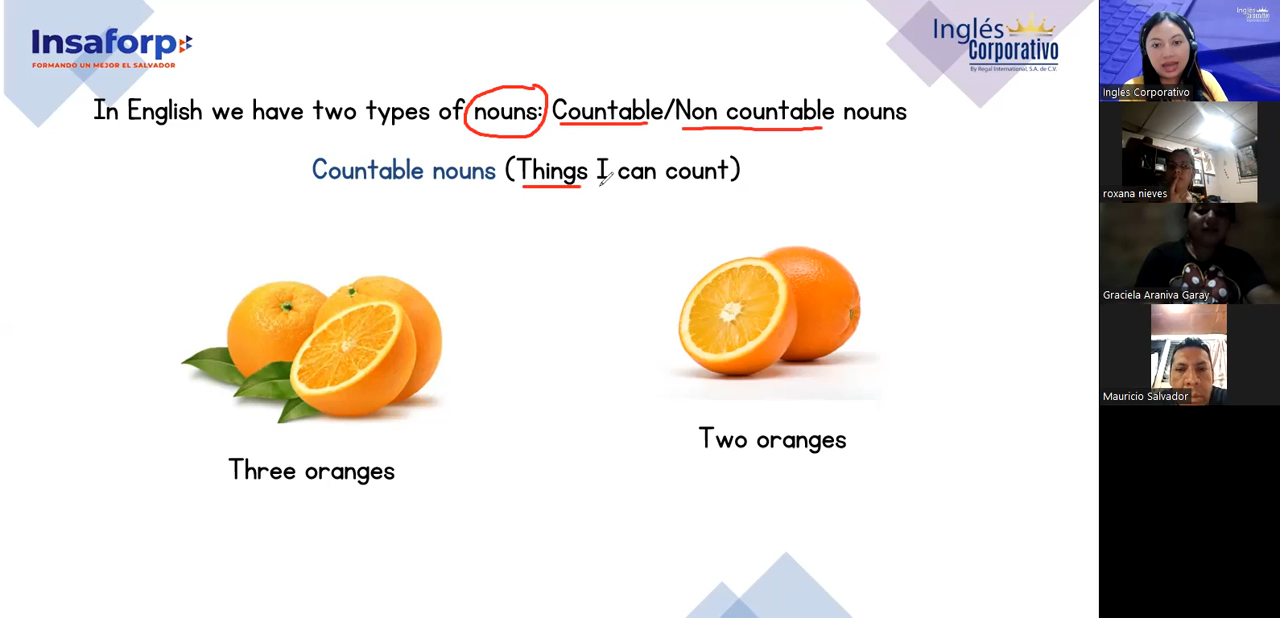 Insaforp
FORMANDO UN MEJOR EL SALVADOR
Inglés
Corporativo
By Regal International, S.A. de C.V.
In English we have two types of nouns: Countable/Non countable nouns
Countable nouns (Things I can count)
Three oranges
Two oranges
Inglés
Ingles Corporativo
roxana nieves
Graciela Araniva Garay
Mauricio Salvador